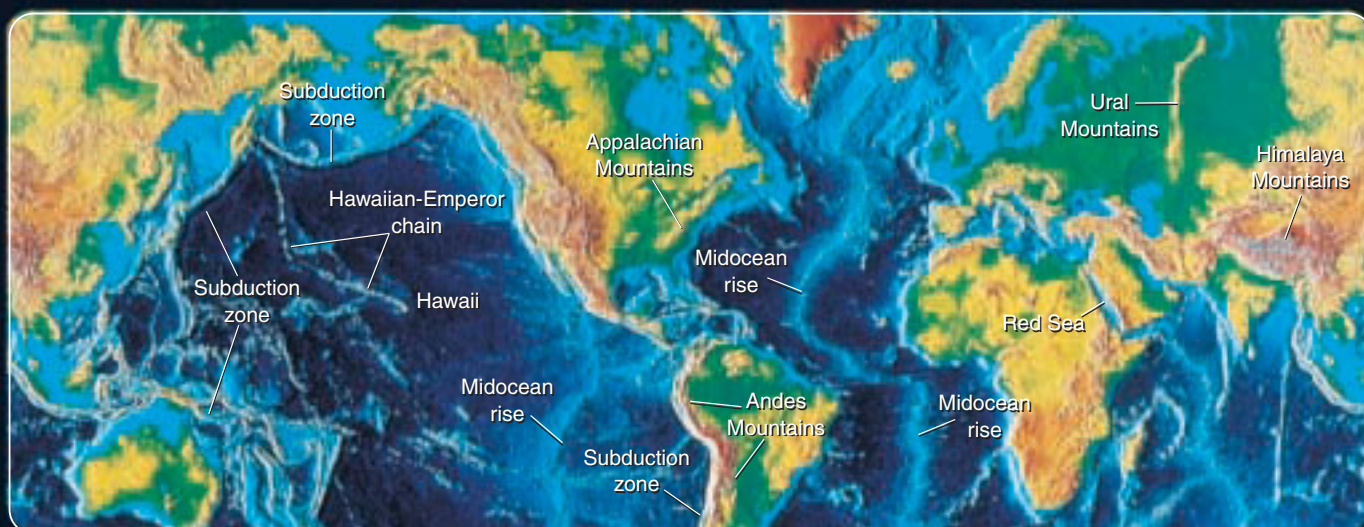 Subduction
zone
Ural
Mountains
Appalachian
Mountains
Himalaya
Mountains
Hawaiian-Emperor
chain
Midocean
rise
Subduction
zone
Hawaii
Red Sea
Midocean
rise
Andes
Mountains
Midocean
rise
Subduction
zone